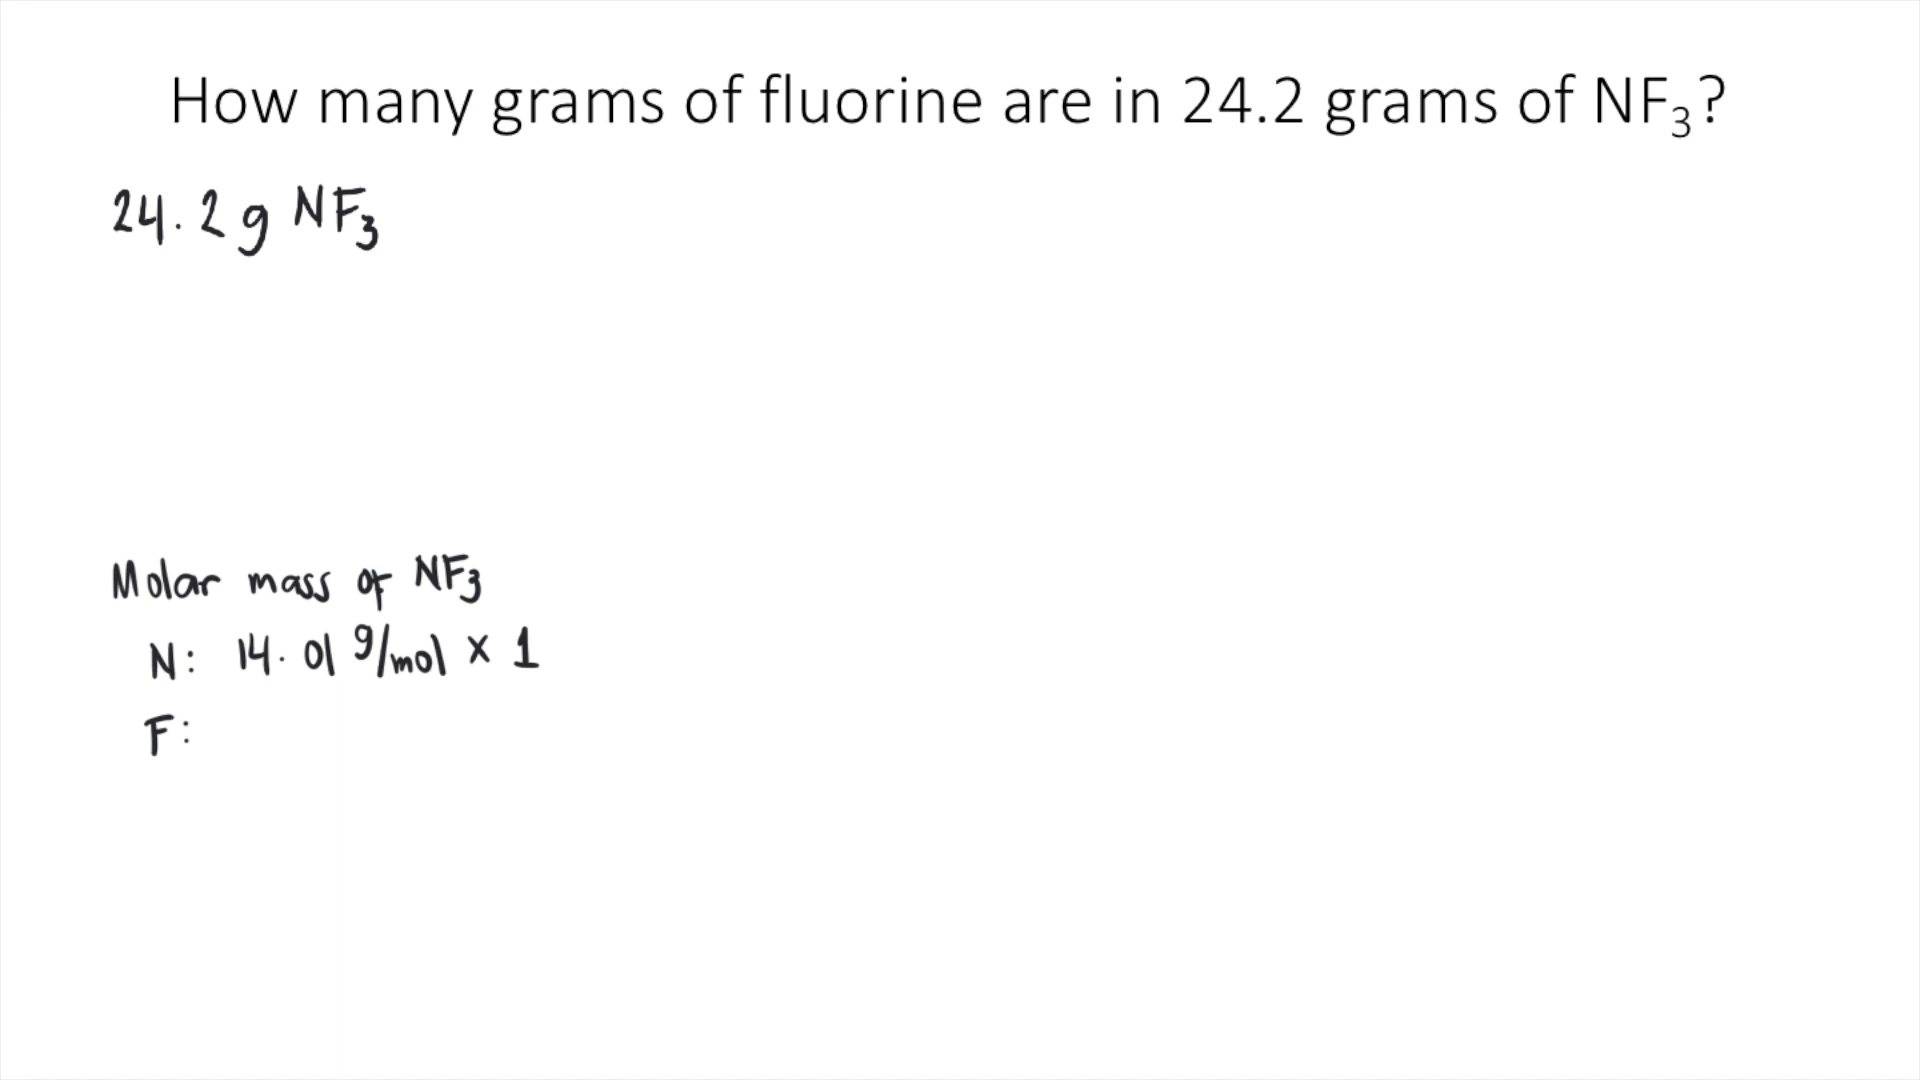 How many grams of fluorine are in 24.2 grams of NF₃?
24.2 g NF₃
Molar mass of NF₃
N: 14.01 g/mol x 1
F: